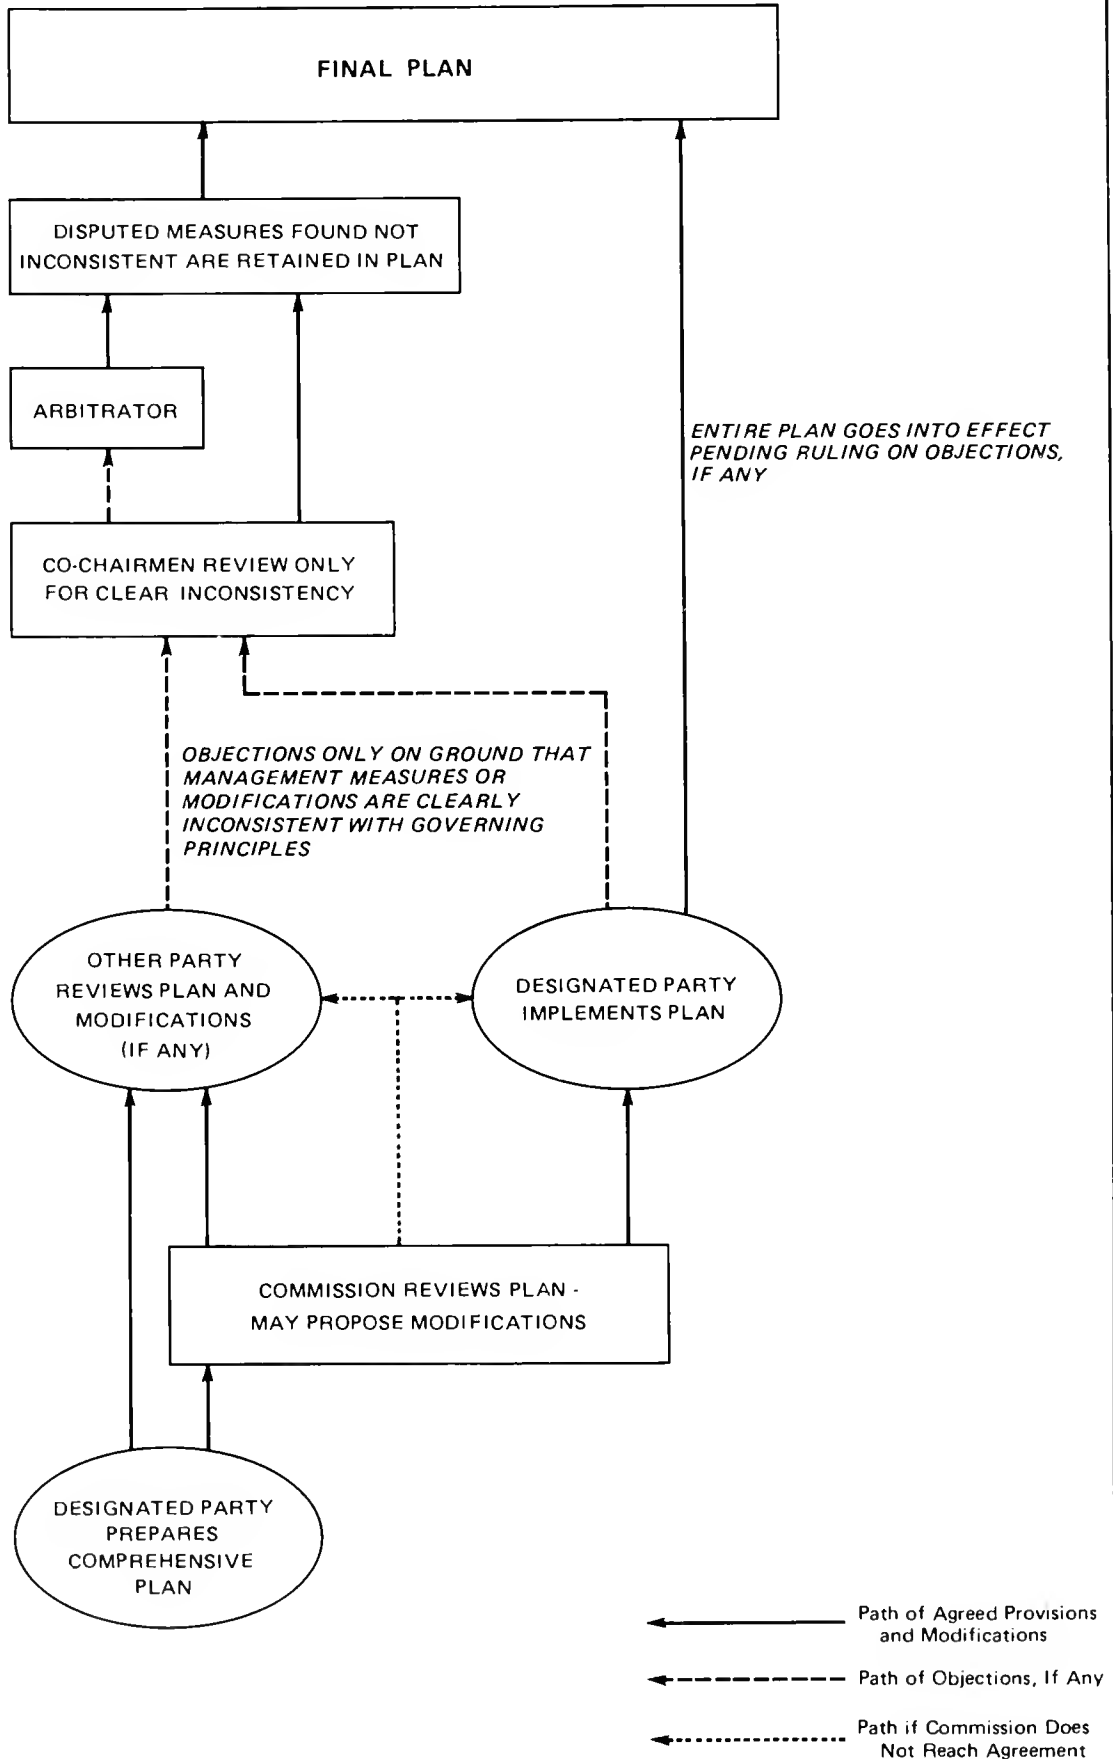 FINAL PLAN
DISPUTED MEASURES FOUND NOT
INCONSISTENT ARE RETAINED IN PLAN
ARBITRATOR
ENTIRE PLAN GOES INTO EFFECT
PENDING RULING ON OBJECTIONS,
IF ANY
CO-CHAIRMEN REVIEW ONLY
FOR CLEAR INCONSISTENCY
OBJECTIONS ONLY ON GROUND THAT
MANAGEMENT MEASURES OR
MODIFICATIONS ARE CLEARLY
INCONSISTENT WITH GOVERNING
PRINCIPLES
OTHER PARTY
REVIEWS PLAN AND
MODIFICATIONS
(IF ANY)
DESIGNATED PARTY
IMPLEMENTS PLAN
COMMISSION REVIEWS PLAN -
MAY PROPOSE MODIFICATIONS
DESIGNATED PARTY
PREPARES
COMPREHENSIVE
PLAN
Path of Agreed Provisions
and Modifications
Path of Objections, If Any
Path if Commission Does
Not Reach Agreement